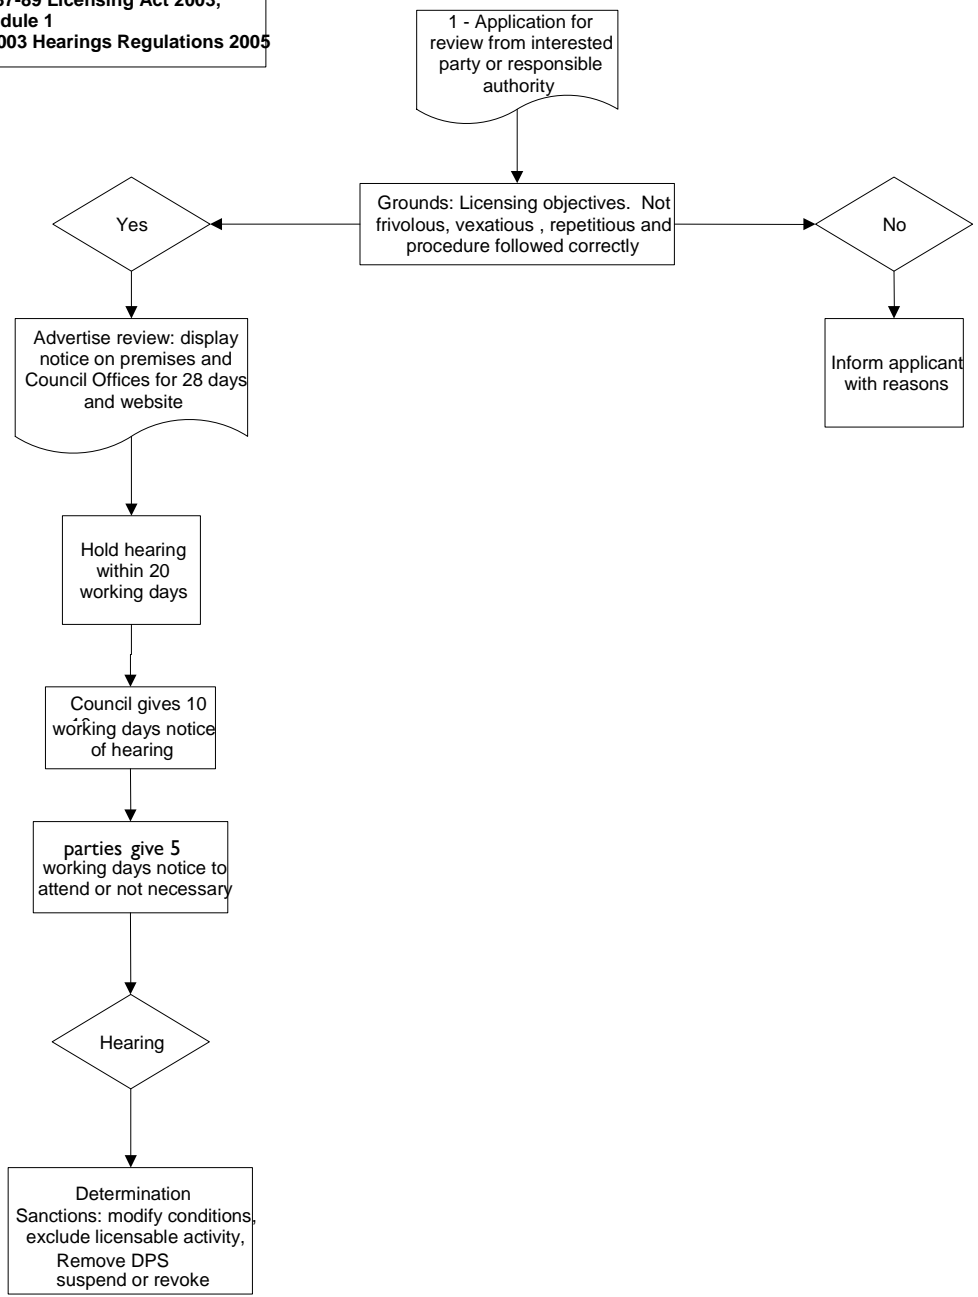 87-89 Licensing Act 2003,
dule 1
003 Hearings Regulations 2005
1 - Application for
review from interested
party or responsible
authority
Grounds: Licensing objectives. Not
frivolous, vexatious , repetitious and
procedure followed correctly
Yes
No
Advertise review: display
notice on premises and
Council Offices for 28 days
and website
Inform applicant
with reasons
Hold hearing
within 20
working days
Council gives 10
working days notice
of hearing
parties give 5
working days notice to
attend or not necessary
Hearing
Determination
Sanctions: modify conditions,
exclude licensable activity,
Remove DPS
suspend or revoke